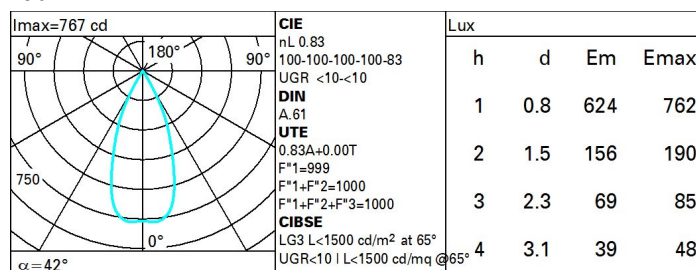 Imax=767 cd
90°
180°
90°
750
0°
α=42°
CIE
nL 0.83
100-100-100-100-83
UGR <10-<10
DIN
A.61
UTE
0.83A+0.00T
F"1=999
F"1+F"2=1000
F"1+F"2+F"3=1000
CIBSE
LG3 L<1500 cd/m² at 65°
UGR<10 | L<1500 cd/mq @65°
Lux
h d Em Emax
1 0.8 624 762
2 1.5 156 190
3 2.3 69 85
4 3.1 39 48